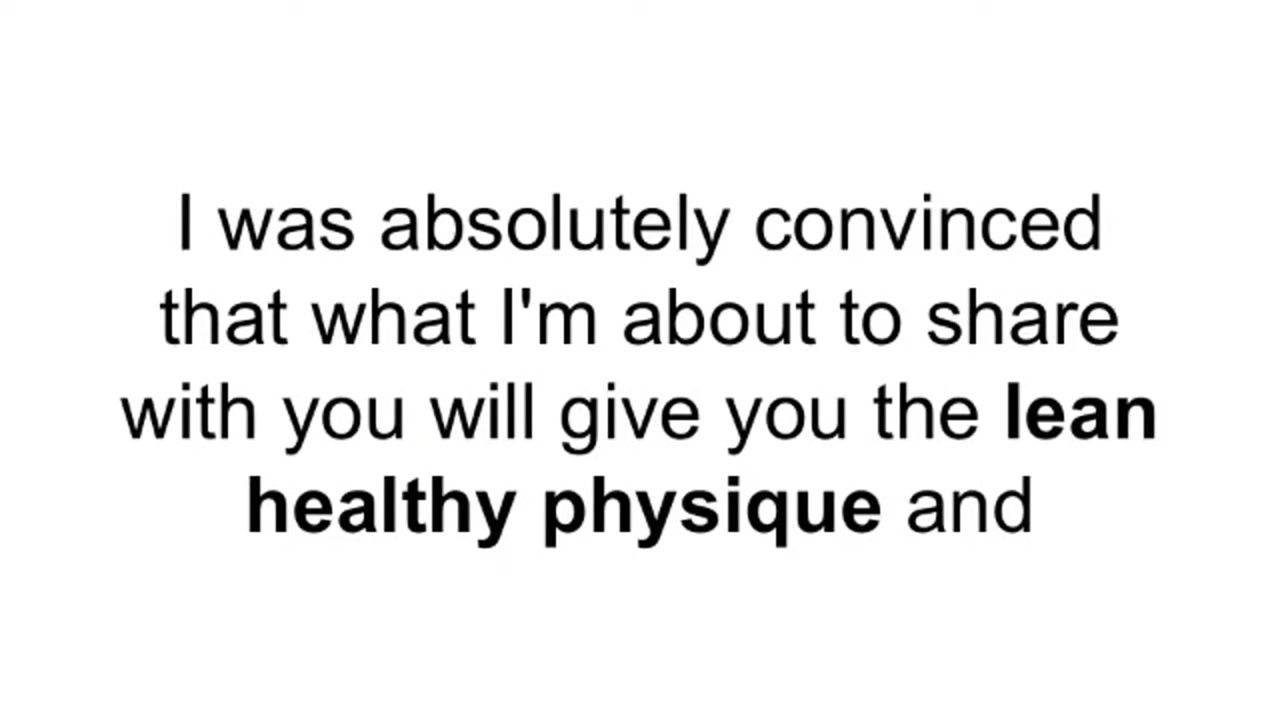 I was absolutely convinced
that what I'm about to share
with you will give you the lean
healthy physique and